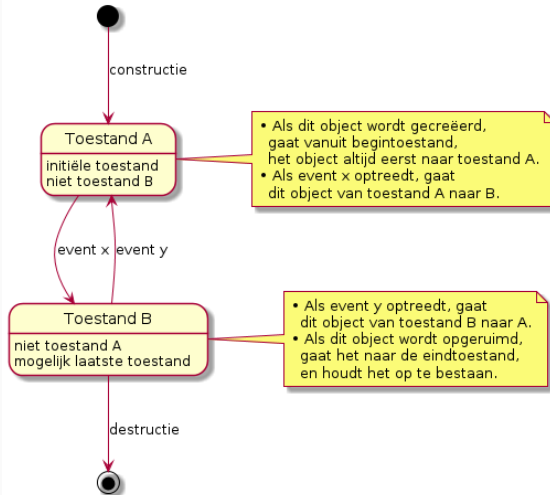 constructie
Toestand A
initiële toestand
niet toestand B
• Als dit object wordt gecreëerd,
gaat vanuit begintoestand,
het object altijd eerst naar toestand A.
• Als event x optreedt, gaat
dit object van toestand A naar B.
event x
event y
Toestand B
niet toestand A
mogelijk laatste toestand
• Als event y optreedt, gaat
dit object van toestand B naar A.
• Als dit object wordt opgeruimd,
gaat het naar de eindtoestand,
en houdt het op te bestaan.
destructie